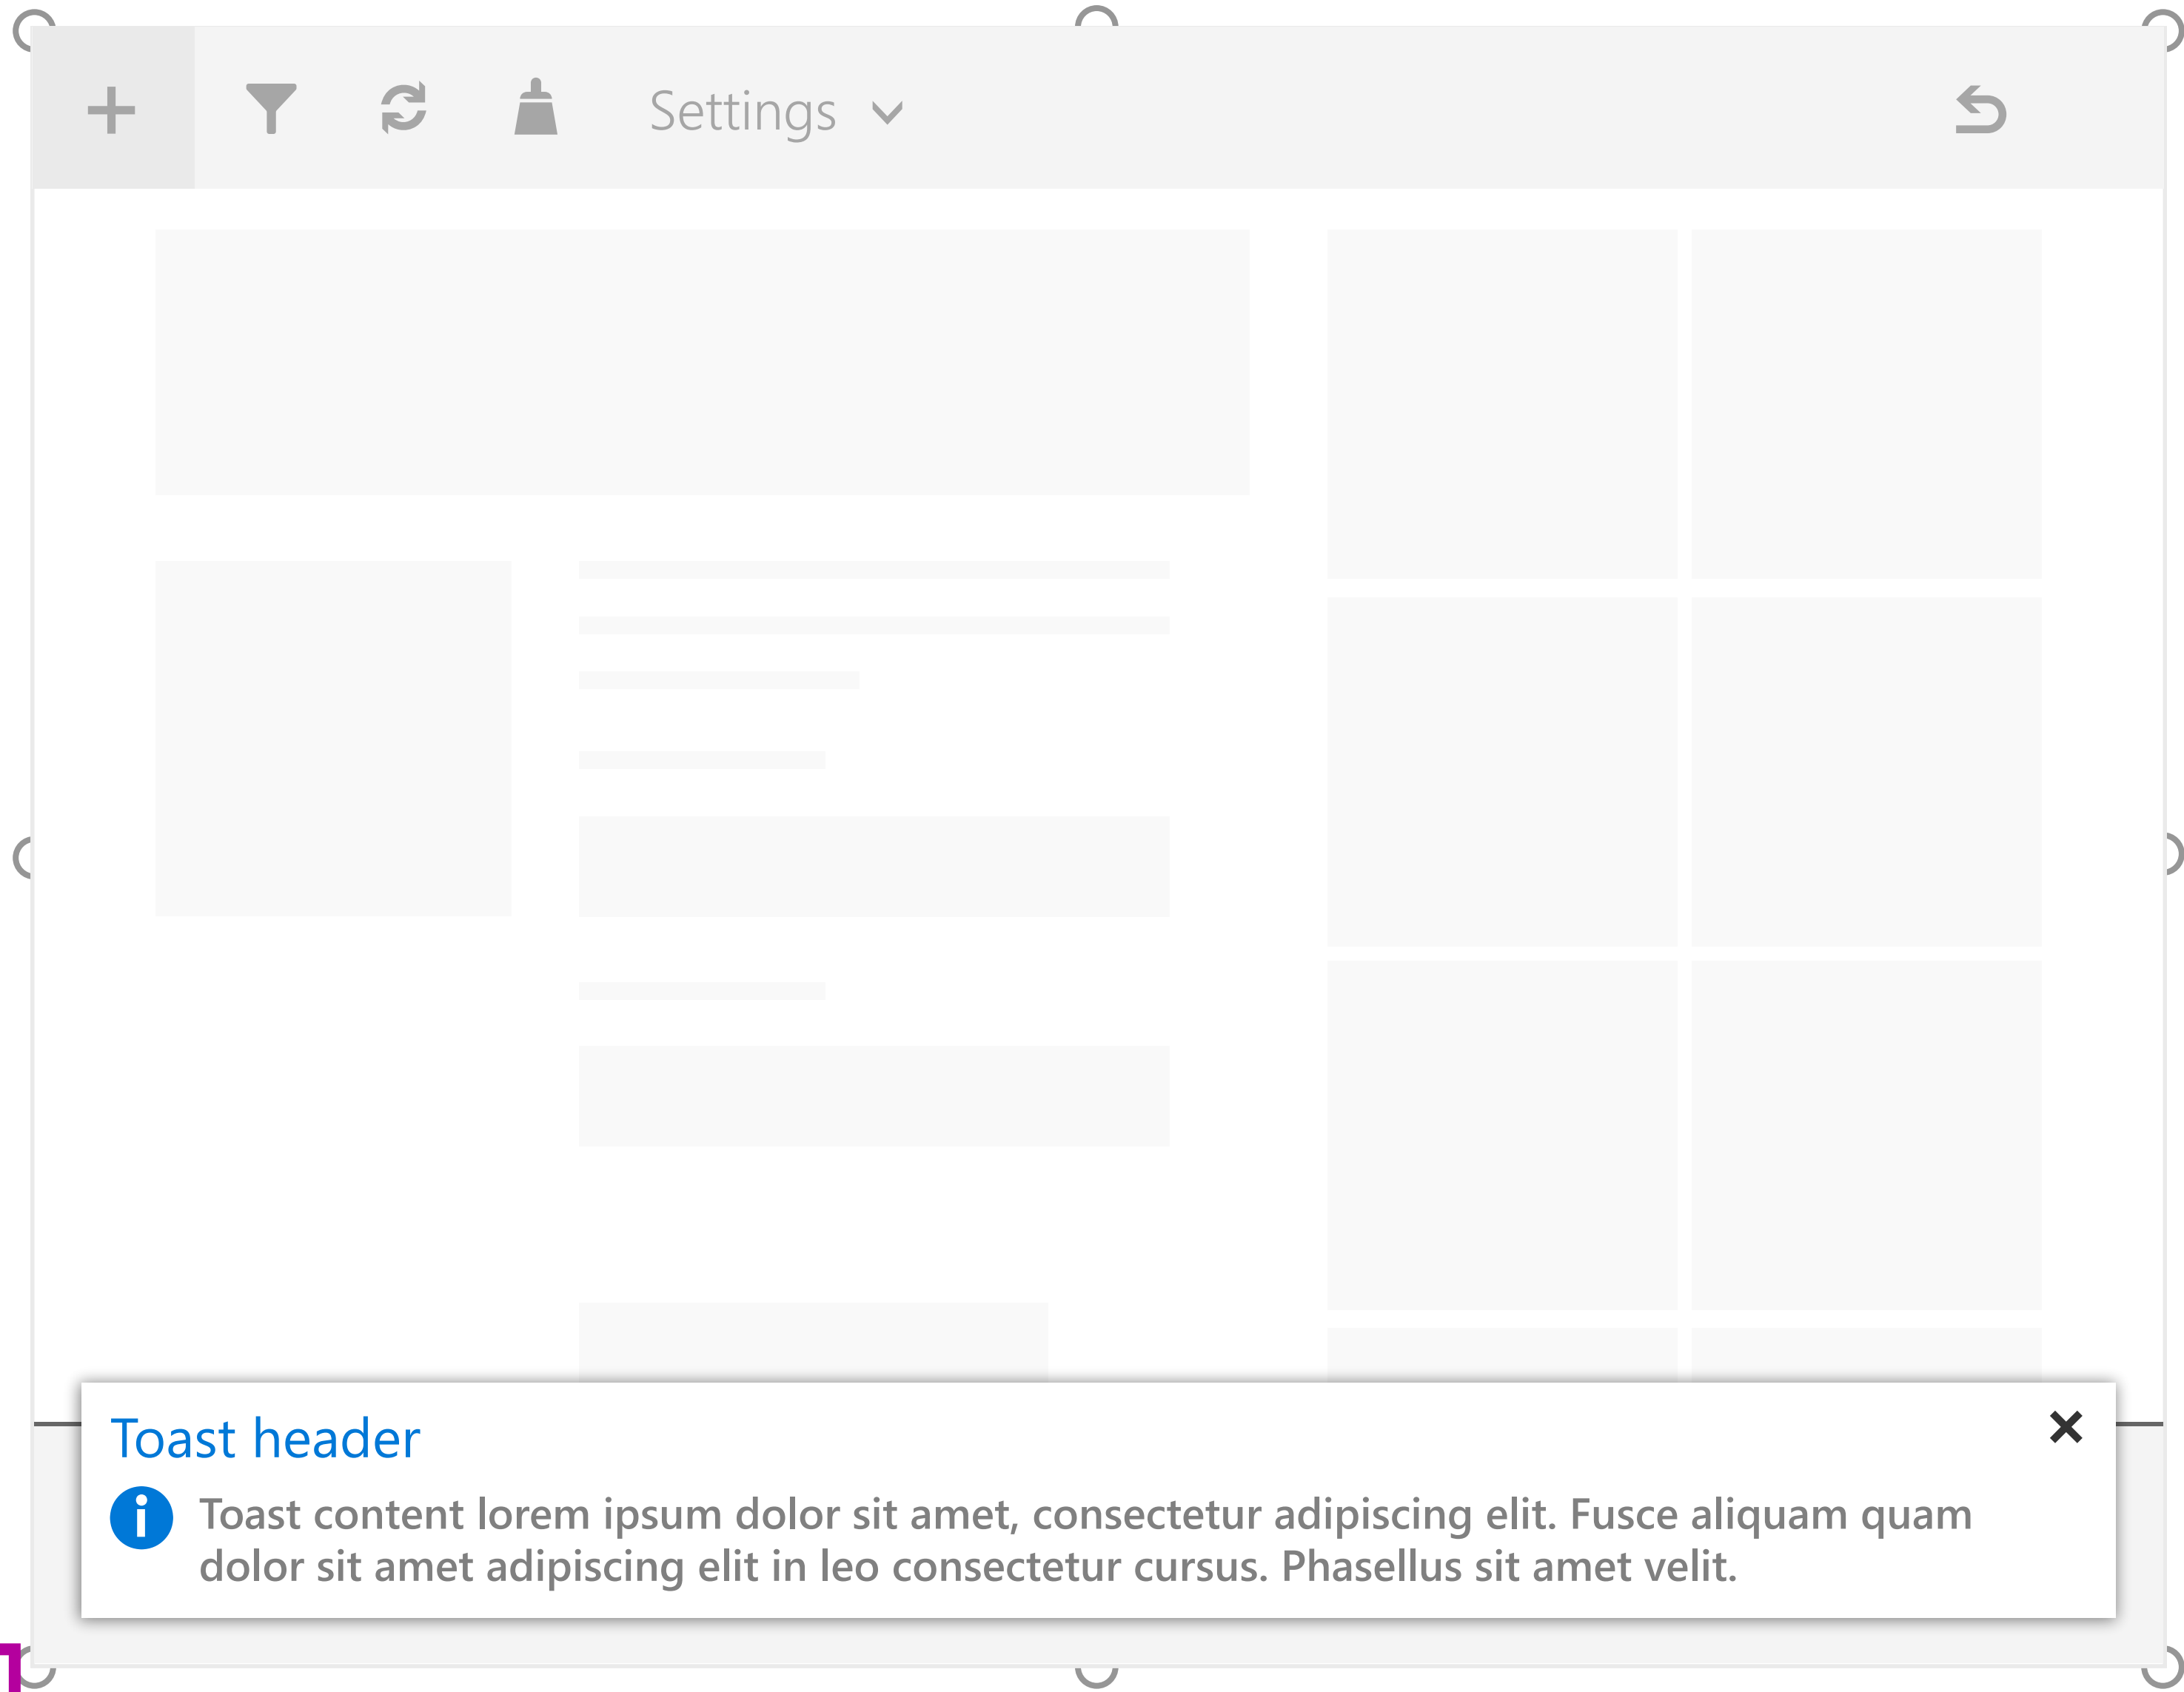 Settings
Toast header
Toast content lorem ipsum dolor sit amet, consectetur adipiscing elit. Fusce aliquam quam
dolor sit amet adipiscing elit in leo consectetur cursus. Phasellus sit amet velit.
1